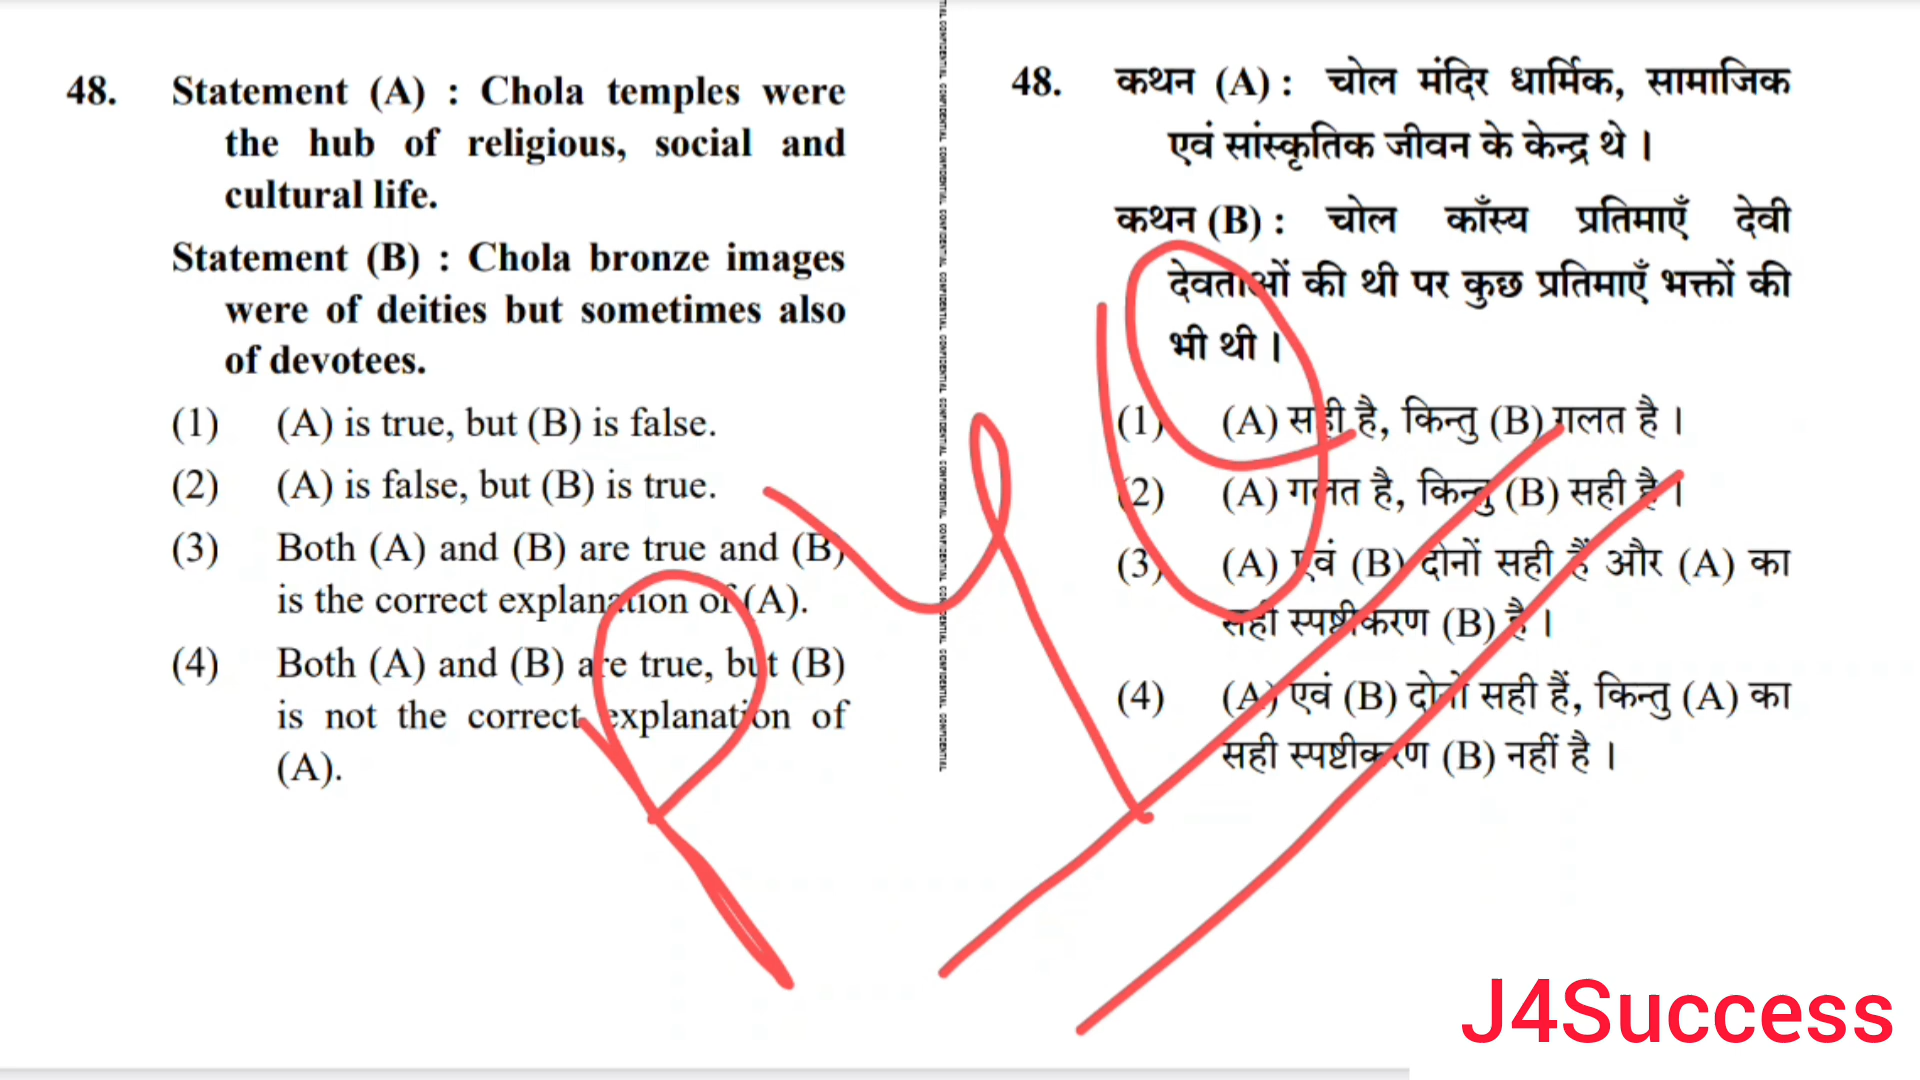 48. Statement (A) : Chola temples were
the hub of religious, social and
cultural life.
Statement (B) : Chola bronze images
were of deities but sometimes also
of devotees.
(1) (A) is true, but (B) is false.
(2) (A) is false, but (B) is true.
(3) Both (A) and (B) are true and (B)
is the correct explanation of (A).
(4) Both (A) and (B) are true, but (B)
is not the correct explanation of
(A).
48. कथन (A) : चोल मंदिर धार्मिक, सामाजिक
एवं सांस्कृतिक जीवन के केन्द्र थे ।
कथन (B) : चोल काँस्य प्रतिमाएँ देवी
देवताओं की थी पर कुछ प्रतिमाएँ भक्तों की
भी थी ।
(1) (A) सही है, किन्तु (B) गलत है ।
(2) (A) गलत है, किन्तु (B) सही है ।
(3) (A) एवं (B) दोनों सही हैं और (A) का
सही स्पष्टीकरण (B) है ।
(4) (A) एवं (B) दोनों सही हैं, किन्तु (A) का
सही स्पष्टीकरण (B) नहीं है ।
J4Success